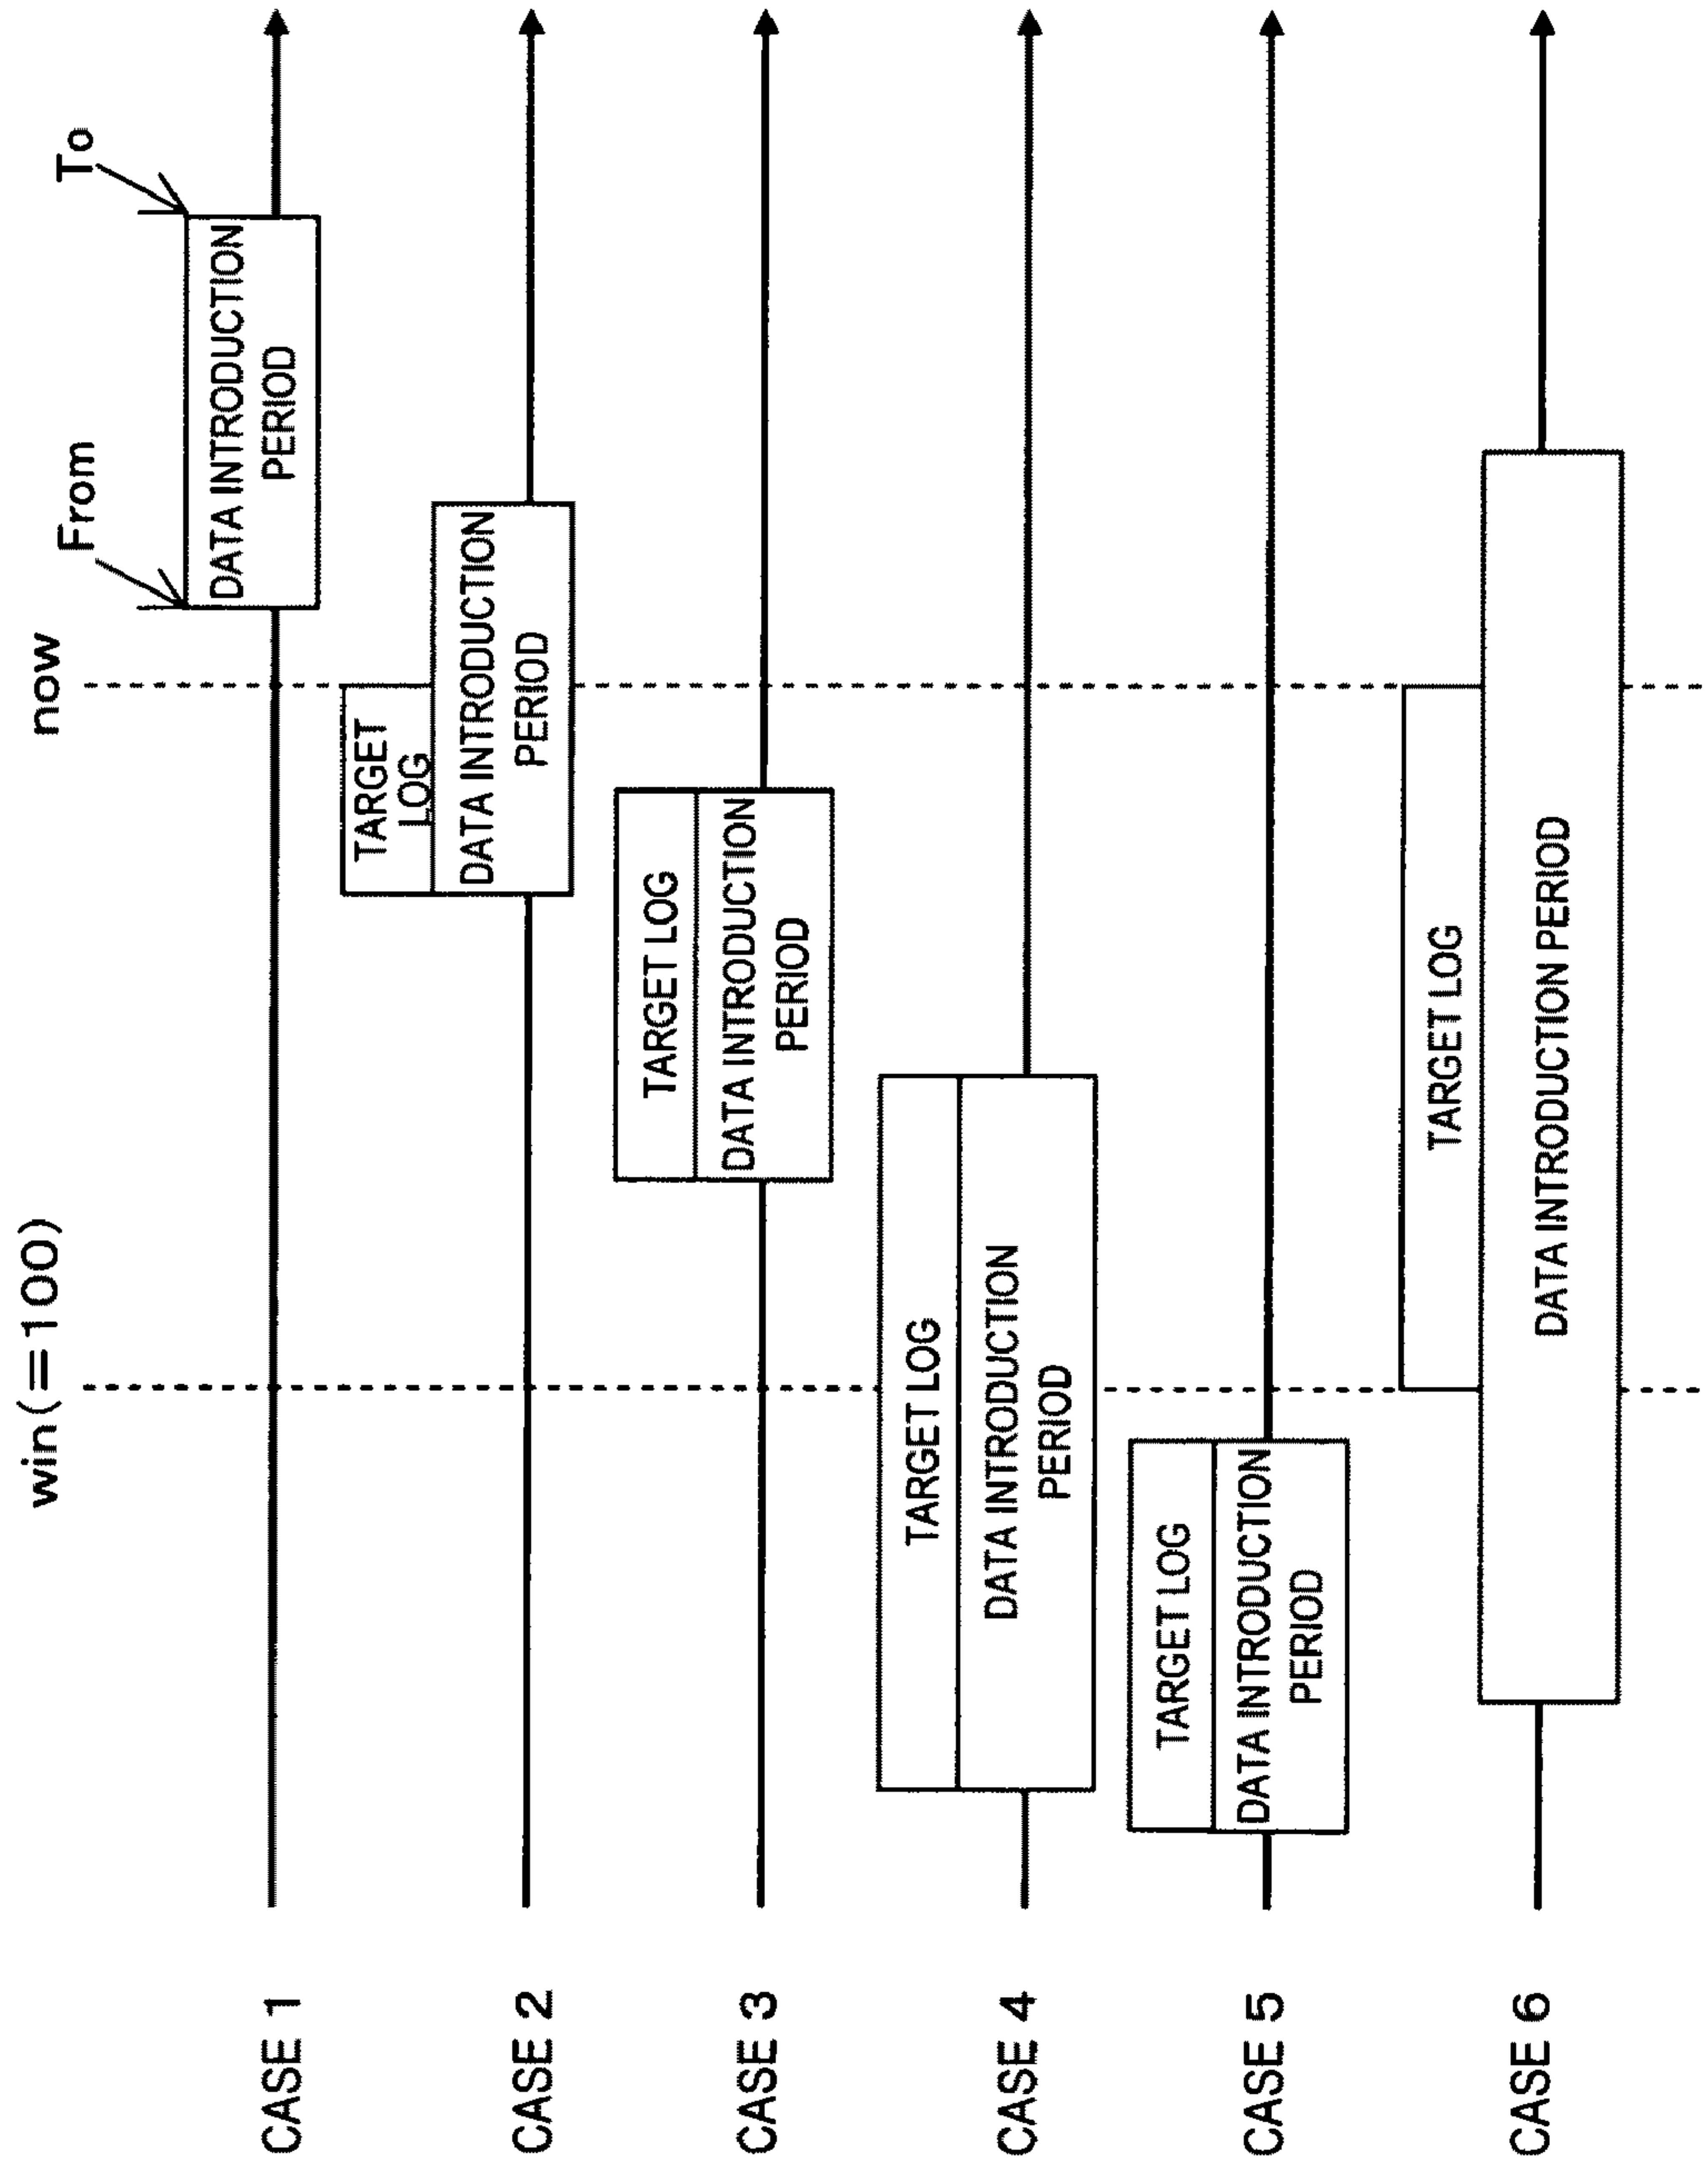 win(=100)
now
From
To
CASE 1
DATA INTRODUCTION
PERIOD
CASE 2
TARGET
LOG
DATA INTRODUCTION
PERIOD
CASE 3
TARGET LOG
DATA INTRODUCTION
PERIOD
CASE 4
TARGET LOG
DATA INTRODUCTION
PERIOD
CASE 5
TARGET LOG
DATA INTRODUCTION
PERIOD
CASE 6
TARGET LOG
DATA INTRODUCTION PERIOD